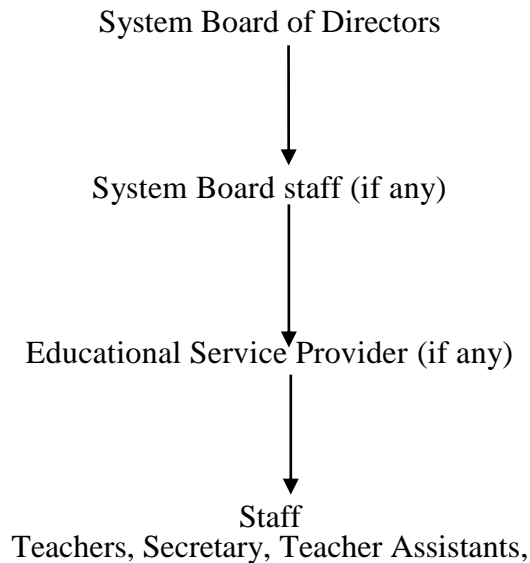 System Board of Directors
System Board staff (if any)
Educational Service Provider (if any)
Staff
Teachers, Secretary, Teacher Assistants,